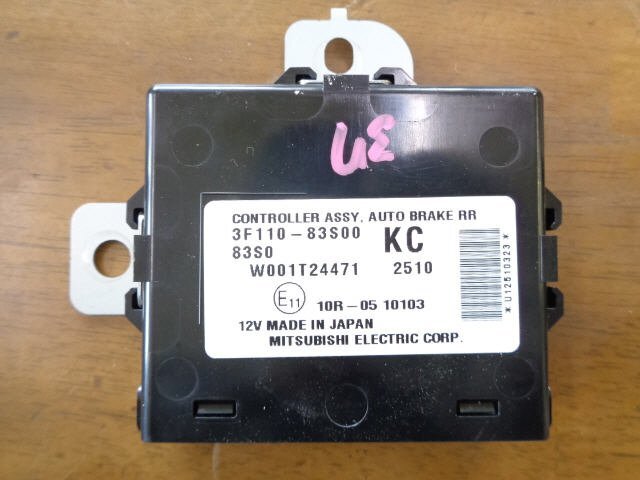 CONTROLLER ASSY, AUTO BRAKE RR
3F110-83S00 KC
83S0
W001T24471 2510
E11 10R-05 10103
12V MADE IN JAPAN
MITSUBISHI ELECTRIC CORP.
*U12510323*